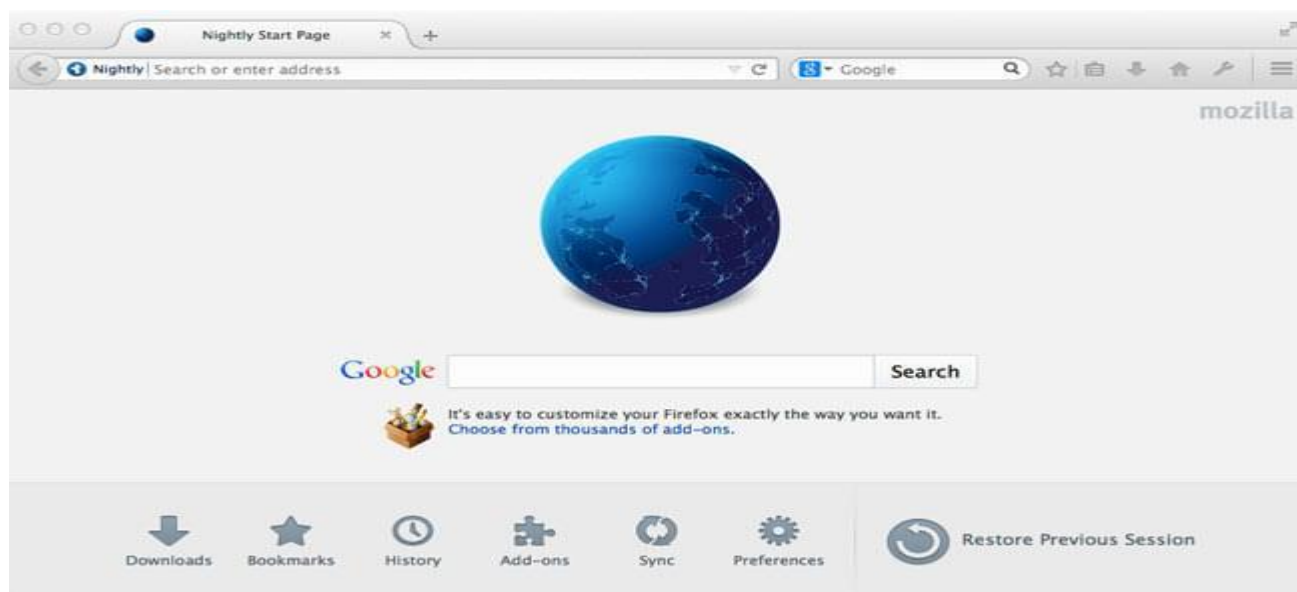 Nightly Start Page
Nightly Search or enter address
Google
mozilla
Google
Search
It's easy to customize your Firefox exactly the way you want it.
Choose from thousands of add-ons.
Downloads
Bookmarks
History
Add-ons
Sync
Preferences
Restore Previous Session